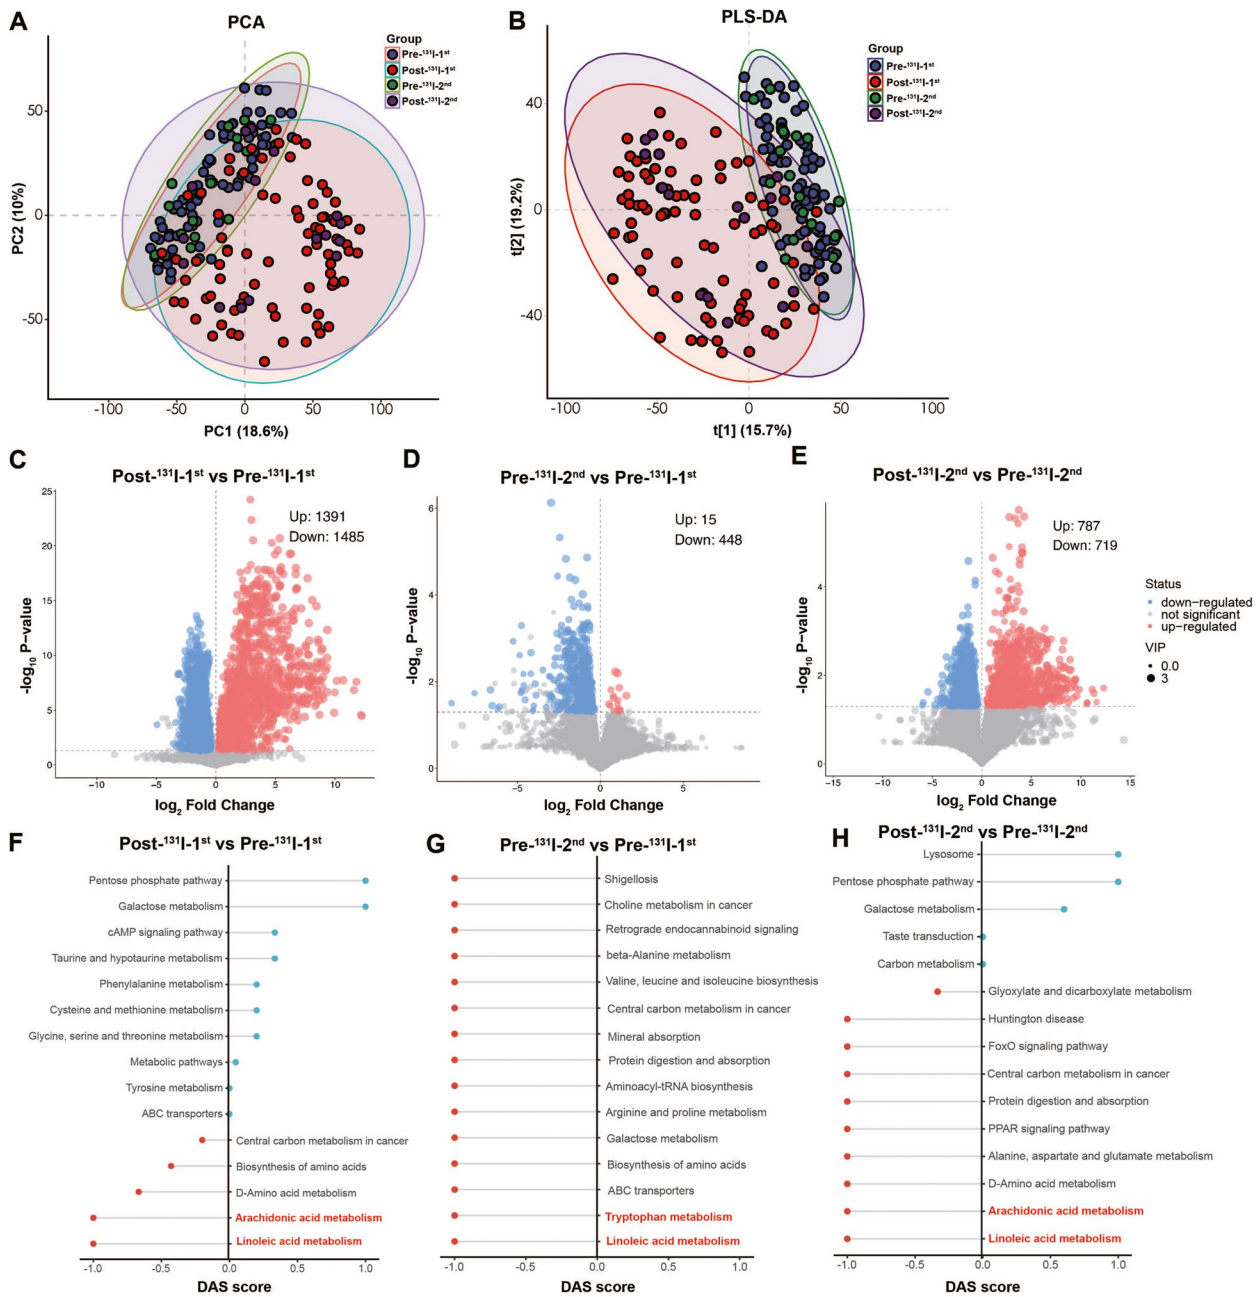 A
PCA
Group
Pre-¹³¹I-1ˢᵗ
Post-¹³¹I-1ˢᵗ
Pre-¹³¹I-2ⁿᵈ
Post-¹³¹I-2ⁿᵈ
50
0
-50
PC2 (10%)
-100
-50
0
50
100
PC1 (18.6%)
B
PLS-DA
Group
Pre-¹³¹I-1ˢᵗ
Post-¹³¹I-1ˢᵗ
Pre-¹³¹I-2ⁿᵈ
Post-¹³¹I-2ⁿᵈ
40
0
-40
t[2] (19.2%)
-100
-50
0
50
100
t[1] (15.7%)
C
Post-¹³¹I-1ˢᵗ vs Pre-¹³¹I-1ˢᵗ
Up: 1391
Down: 1485
25
20
15
10
5
0
-log₁₀ P-value
−10
−5
0
5
10
log₂ Fold Change
D
Pre-¹³¹I-2ⁿᵈ vs Pre-¹³¹I-1ˢᵗ
Up: 15
Down: 448
6
4
2
0
-log₁₀ P-value
−5
0
5
log₂ Fold Change
E
Post-¹³¹I-2ⁿᵈ vs Pre-¹³¹I-2ⁿᵈ
Up: 787
Down: 719
4
2
0
-log₁₀ P-value
−15
−10
−5
0
5
10
15
log₂ Fold Change
Status
down−regulated
not significant
up−regulated
VIP
0.0
3
F
Post-¹³¹I-1ˢᵗ vs Pre-¹³¹I-1ˢᵗ
Pentose phosphate pathway
Galactose metabolism
cAMP signaling pathway
Taurine and hypotaurine metabolism
Phenylalanine metabolism
Cysteine and methionine metabolism
Glycine, serine and threonine metabolism
Metabolic pathways
Tyrosine metabolism
ABC transporters
Central carbon metabolism in cancer
Biosynthesis of amino acids
D-Amino acid metabolism
Arachidonic acid metabolism
Linoleic acid metabolism
-1.0
-0.5
0.0
0.5
1.0
DAS score
G
Pre-¹³¹I-2ⁿᵈ vs Pre-¹³¹I-1ˢᵗ
Shigellosis
Choline metabolism in cancer
Retrograde endocannabinoid signaling
beta-Alanine metabolism
Valine, leucine and isoleucine biosynthesis
Central carbon metabolism in cancer
Mineral absorption
Protein digestion and absorption
Aminoacyl-tRNA biosynthesis
Arginine and proline metabolism
Galactose metabolism
Biosynthesis of amino acids
ABC transporters
Tryptophan metabolism
Linoleic acid metabolism
-1.0
-0.5
0.0
0.5
1.0
DAS score
H
Post-¹³¹I-2ⁿᵈ vs Pre-¹³¹I-2ⁿᵈ
Lysosome
Pentose phosphate pathway
Galactose metabolism
Taste transduction
Carbon metabolism
Glyoxylate and dicarboxylate metabolism
Huntington disease
FoxO signaling pathway
Central carbon metabolism in cancer
Protein digestion and absorption
PPAR signaling pathway
Alanine, aspartate and glutamate metabolism
D-Amino acid metabolism
Arachidonic acid metabolism
Linoleic acid metabolism
-1.0
-0.5
0.0
0.5
1.0
DAS score